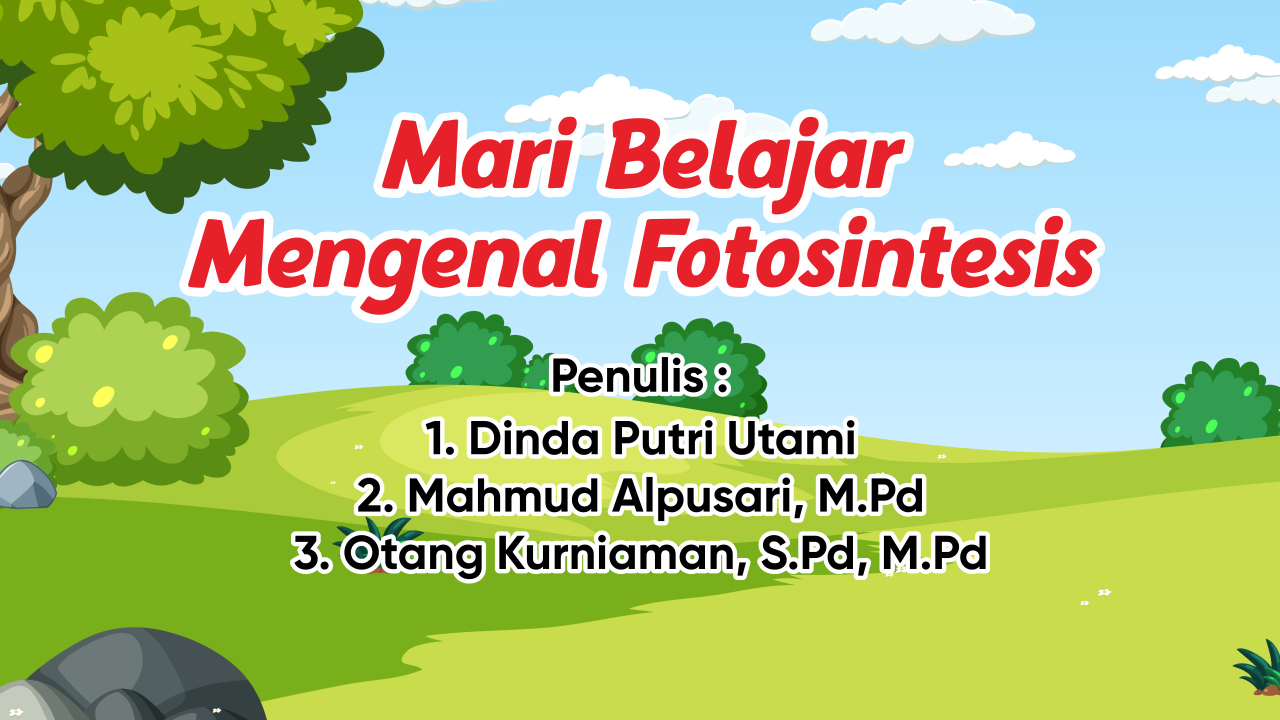 Mari Belajar
Mengenal Fotosintesis
Penulis :
1. Dinda Putri Utami
2. Mahmud Alpusari, M.Pd
3. Otang Kurniaman, S.Pd, M.Pd